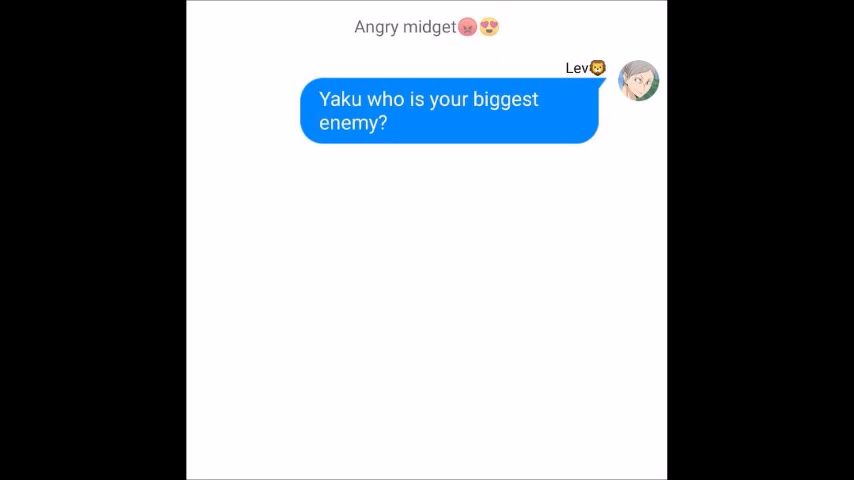 Angry midget😡😍
Lev🦁
Yaku who is your biggest
enemy?